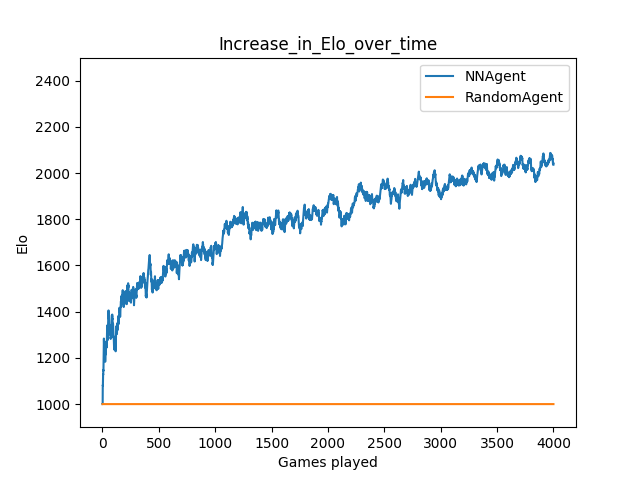 Increase_in_Elo_over_time
NNAgent
RandomAgent
Elo
2400
2200
2000
1800
1600
1400
1200
1000
0 500 1000 1500 2000 2500 3000 3500 4000
Games played